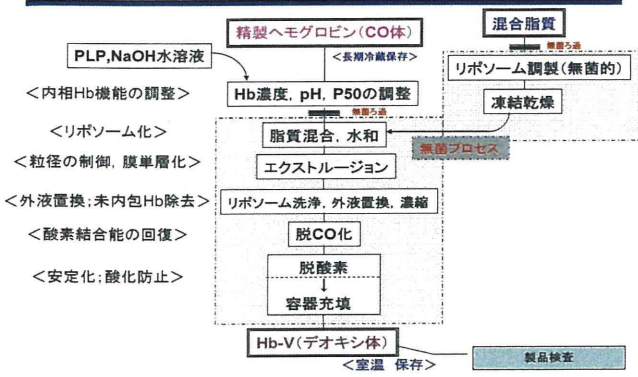 精製ヘモグロビン（CO体）
混合脂質
無菌ろ過
＜長期冷蔵保存＞
PLP,NaOH水溶液
リポソーム調製（無菌的）
＜内相Hb機能の調整＞
Hb濃度, pH, P50の調整
凍結乾燥
無菌ろ過
＜リポソーム化＞
脂質混合, 水和
無菌プロセス
＜粒径の制御, 膜単層化＞
エクストルージョン
＜外液置換;未内包Hb除去＞
リポソーム洗浄, 外液置換, 濃縮
＜酸素結合能の回復＞
脱CO化
＜安定化;酸化防止＞
脱酸素
容器充填
Hb-V（デオキシ体）
＜室温 保存＞
製品検査